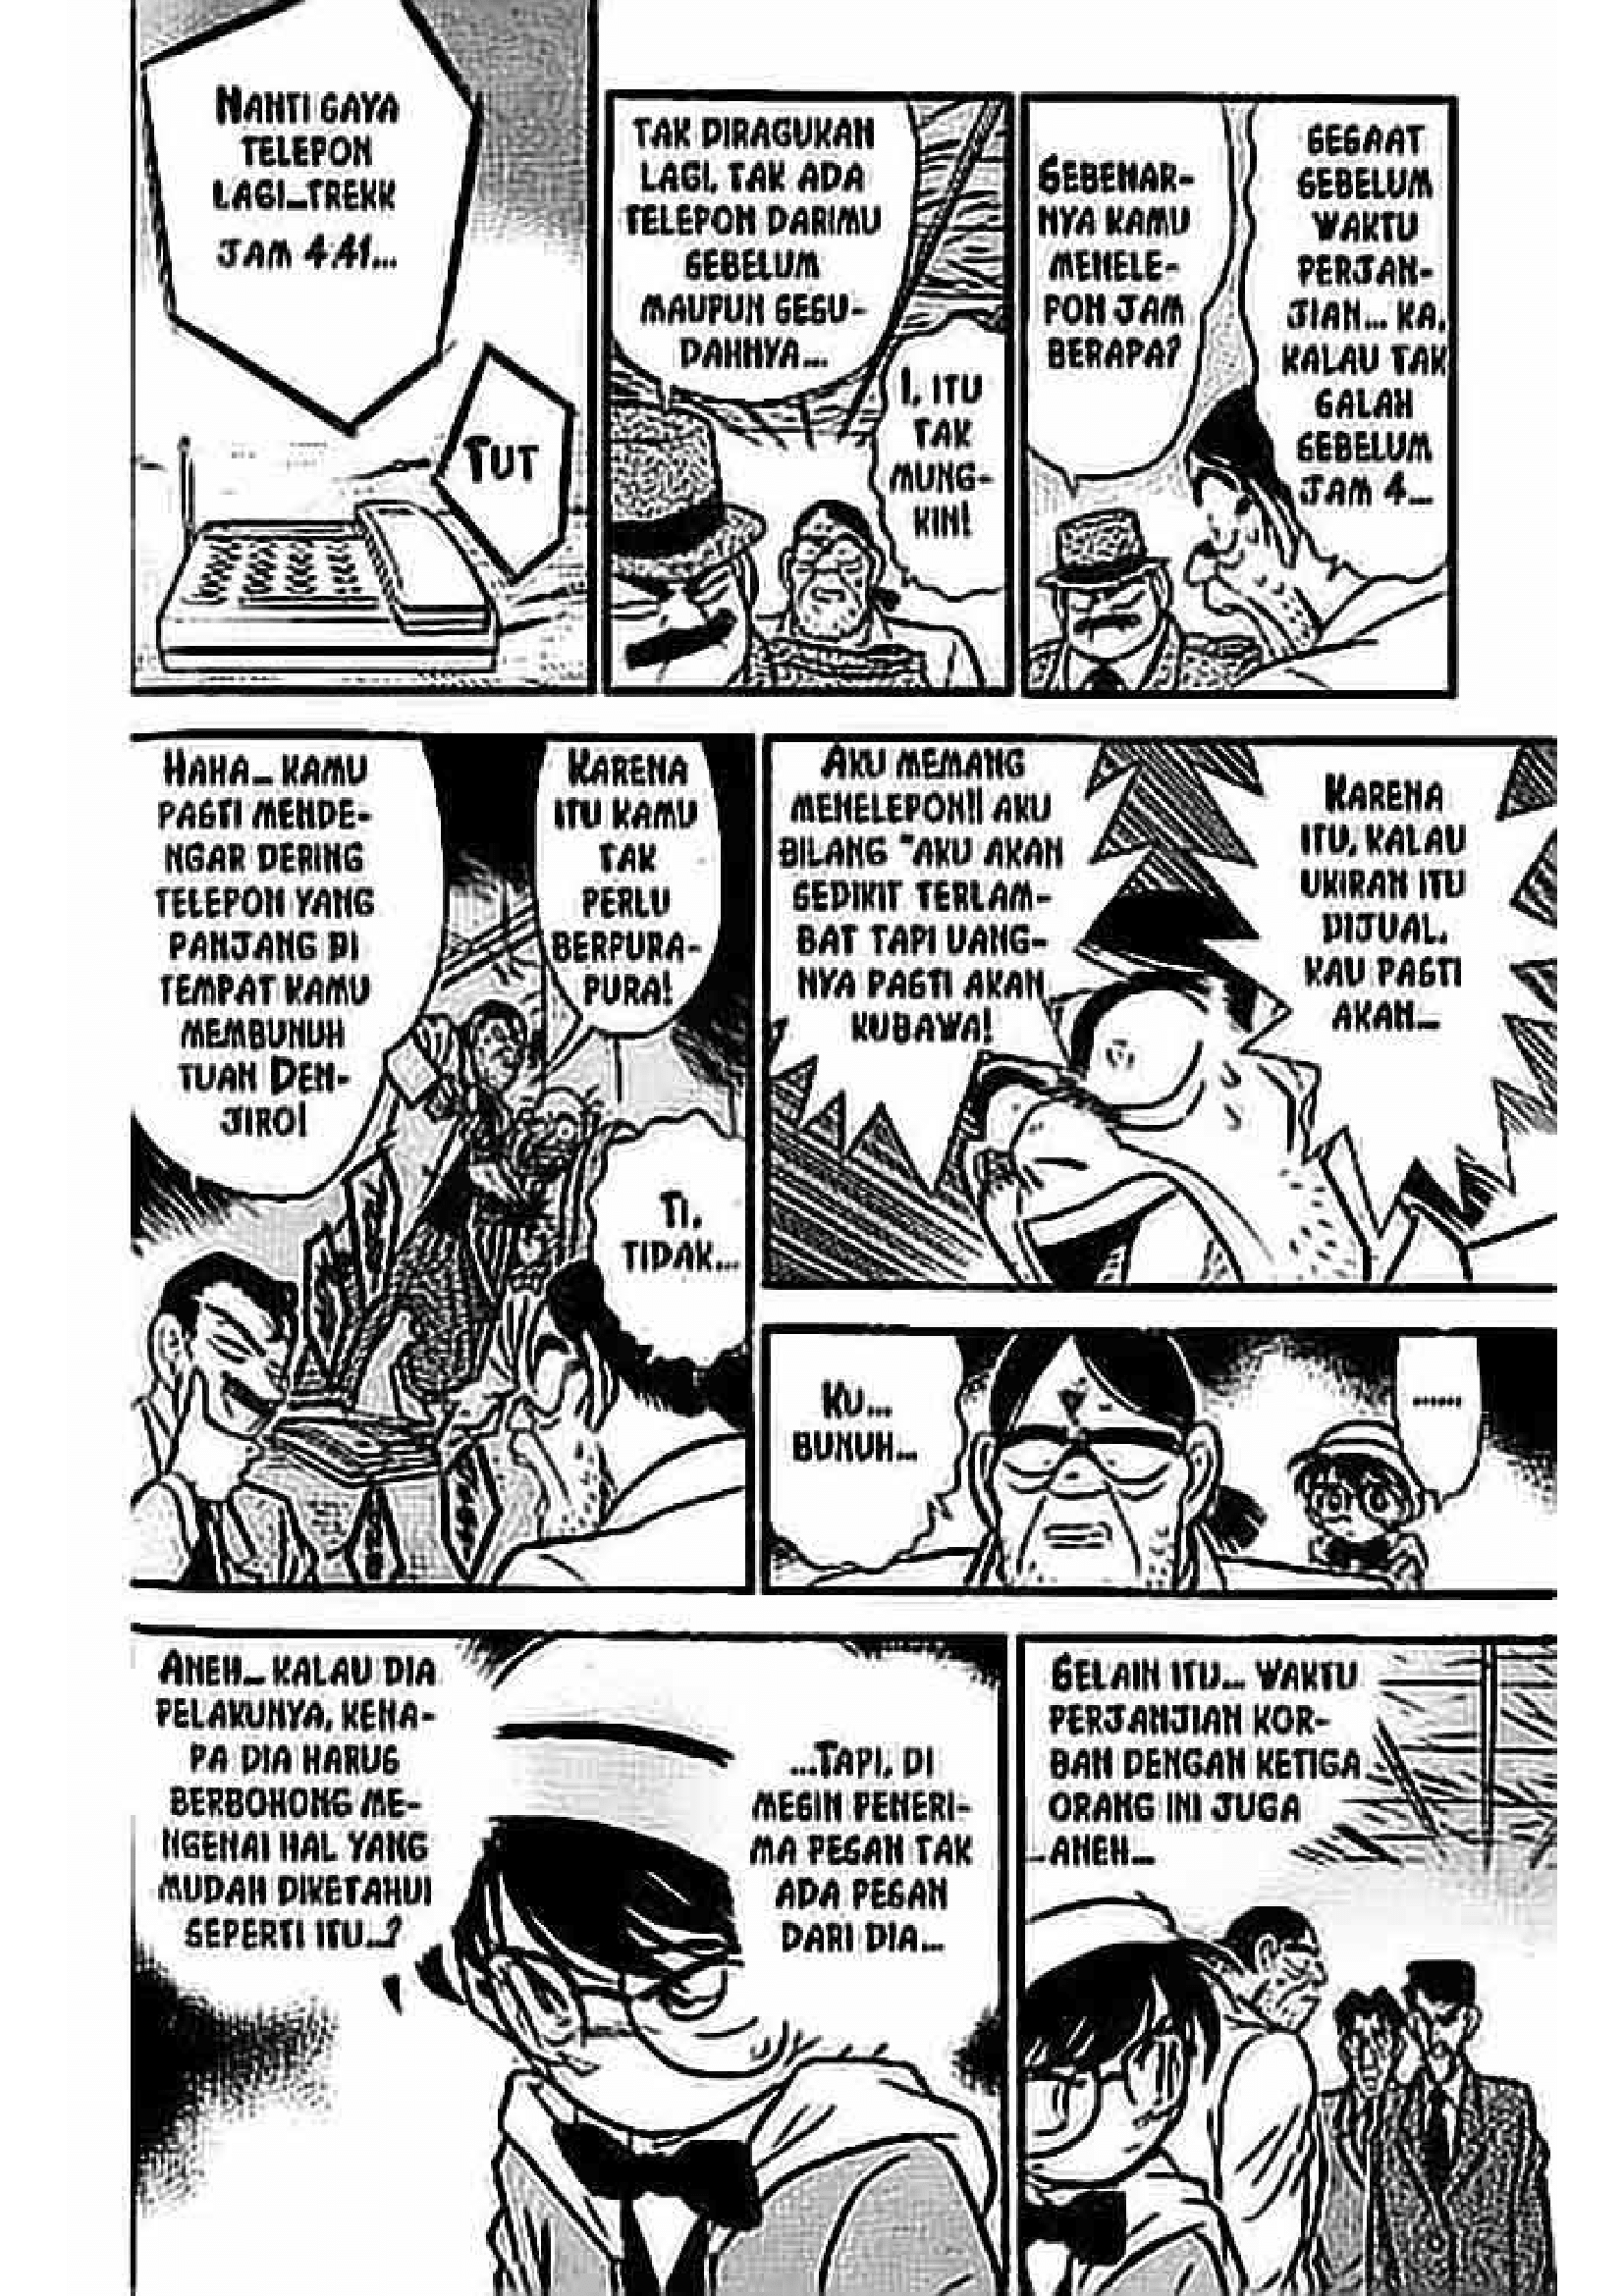 NANTI SAYA
TELEPON
LAGI...TREKK
JAM 4.41...
TUT
TAK DIRAGUKAN
LAGI, TAK ADA
TELEPON DARIMU
SEBELUM
MAUPUN SESU-
DAHNYA...
I, ITU
TAK
MUNG-
KIN!
SEBENAR-
NYA KAMU
MENELE-
PON JAM
BERAPA?
SESAAT
SEBELUM
WAKTU
PERJAN-
JIAN... KA,
KALAU TAK
SALAH
SEBELUM
JAM 4...
HAHA... KAMU
PASTI MENDE-
NGAR DERING
TELEPON YANG
PANJANG DI
TEMPAT KAMU
MEMBUNUH
TUAN DEN-
JIRO!
KARENA
ITU KAMU
TAK
PERLU
BERPURA-
PURA!
TI,
TIDAK...
AKU MEMANG
MENELEPON!! AKU
BILANG "AKU AKAN
SEDIKIT TERLAM-
BAT TAPI UANG-
NYA PASTI AKAN
KUBAWA!
KARENA
ITU, KALAU
UKIRAN ITU
DIJUAL,
KAU PASTI
AKAN...
KU...
BUNUH...
......
ANEH... KALAU DIA
PELAKUNYA, KENA-
PA DIA HARUS
BERBOHONG ME-
NGENAI HAL YANG
MUDAH DIKETAHUI
SEPERTI ITU...?
...TAPI, DI
MESIN PENERI-
MA PESAN TAK
ADA PESAN
DARI DIA...
SELAIN ITU... WAKTU
PERJANJIAN KOR-
BAN DENGAN KETIGA
ORANG INI JUGA
ANEH...